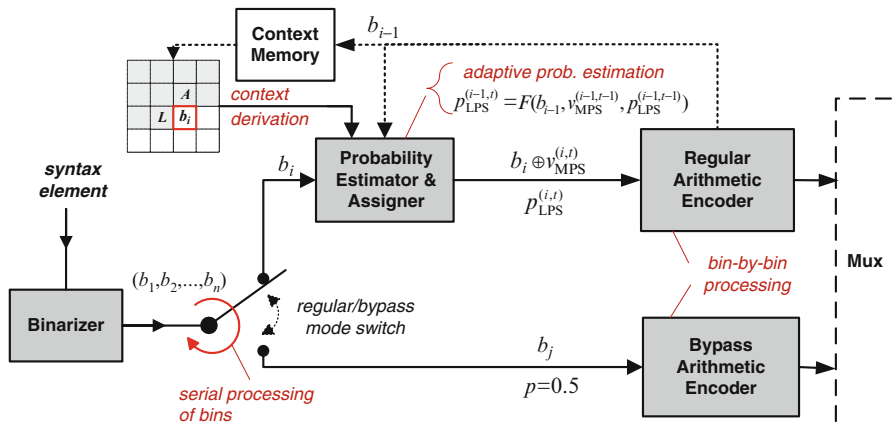 Context
Memory
b_{i−1}
A
L b_i
context
derivation
adaptive prob. estimation
p_{LPS}^{(i−1,t)} = F(b_{i−1}, v_{MPS}^{(i−1,t−1)}, p_{LPS}^{(i−1,t−1)})
syntax
element
b_i
Probability
Estimator &
Assigner
b_i ⊕ v_{MPS}^{(i,t)}
p_{LPS}^{(i,t)}
Regular
Arithmetic
Encoder
(b_1,b_2,...,b_n)
Binarizer
regular/bypass
mode switch
bin-by-bin
processing
Mux
serial processing
of bins
b_j
p=0.5
Bypass
Arithmetic
Encoder